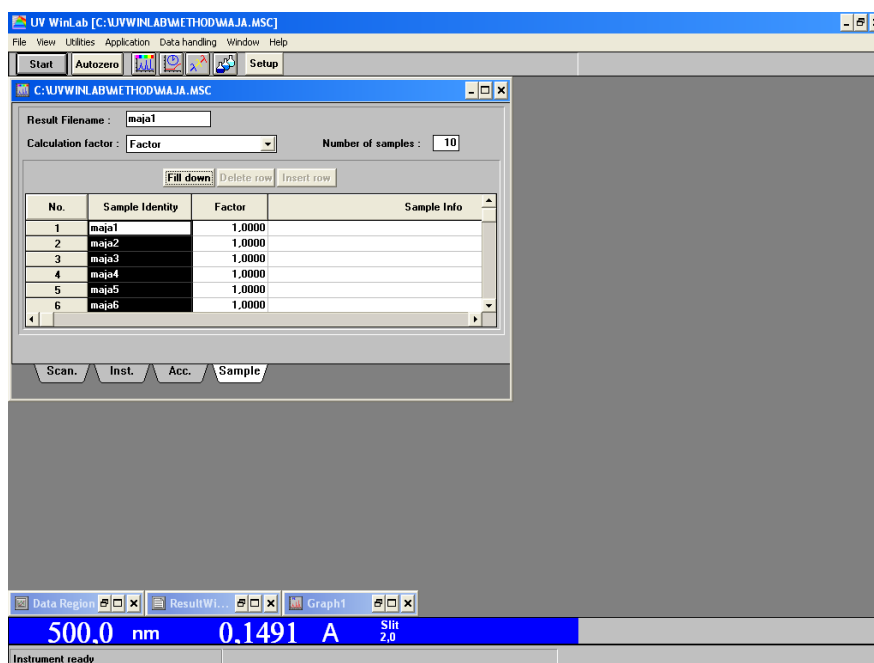 UV WinLab [C:\UVWINLAB\METHOD\MAJA.MSC]
File View Utilities Application Data handling Window Help
Start Autozero Setup
C:\UVWINLAB\METHOD\MAJA.MSC
Result Filename : maja1
Calculation factor : Factor Number of samples : 10
Fill down Delete row Insert row
No. Sample Identity Factor Sample Info
1 maja1 1,0000
2 maja2 1,0000
3 maja3 1,0000
4 maja4 1,0000
5 maja5 1,0000
6 maja6 1,0000
Scan. Inst. Acc. Sample
Data Region ResultWi... Graph1
500,0 nm 0,1491 A Slit
2,0
Instrument ready